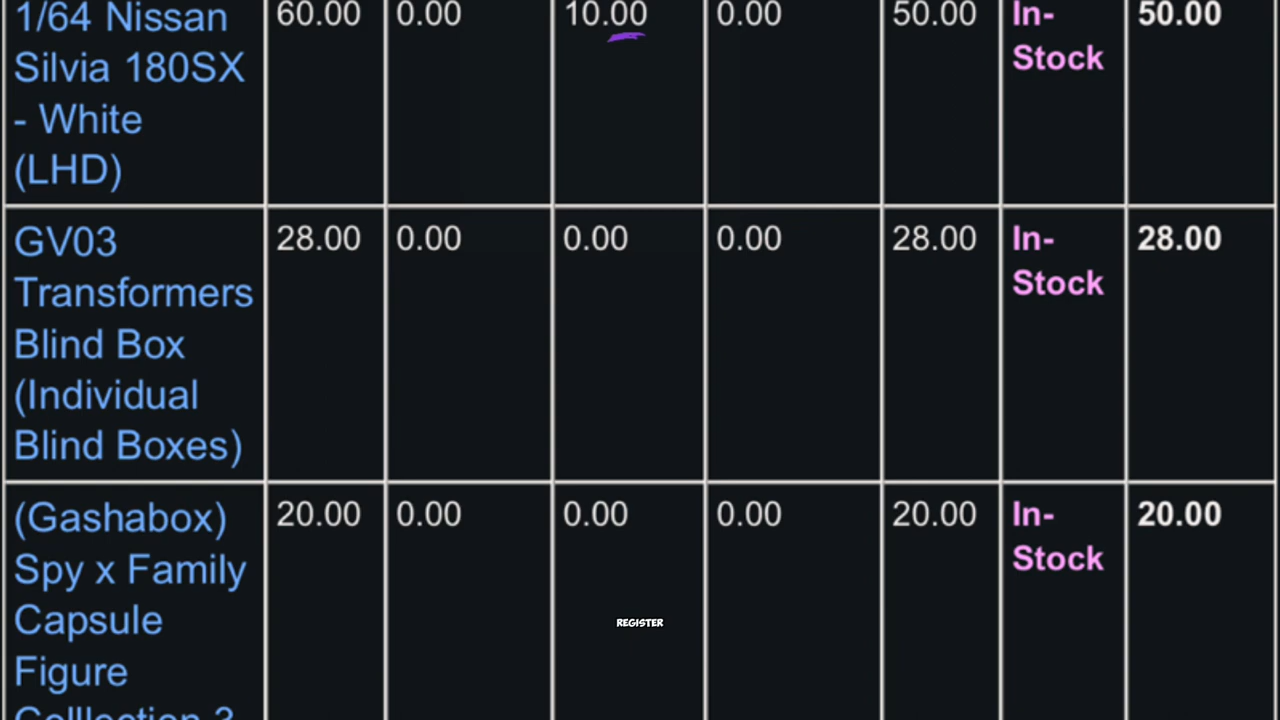 1/64 Nissan 60.00 0.00 10.00 0.00 50.00 In- 50.00
Silvia 180SX Stock
- White
(LHD)
GV03 28.00 0.00 0.00 0.00 28.00 In- 28.00
Transformers Stock
Blind Box
(Individual
Blind Boxes)
(Gashabox) 20.00 0.00 0.00 0.00 20.00 In- 20.00
Spy x Family Stock
Capsule
REGISTER
Figure